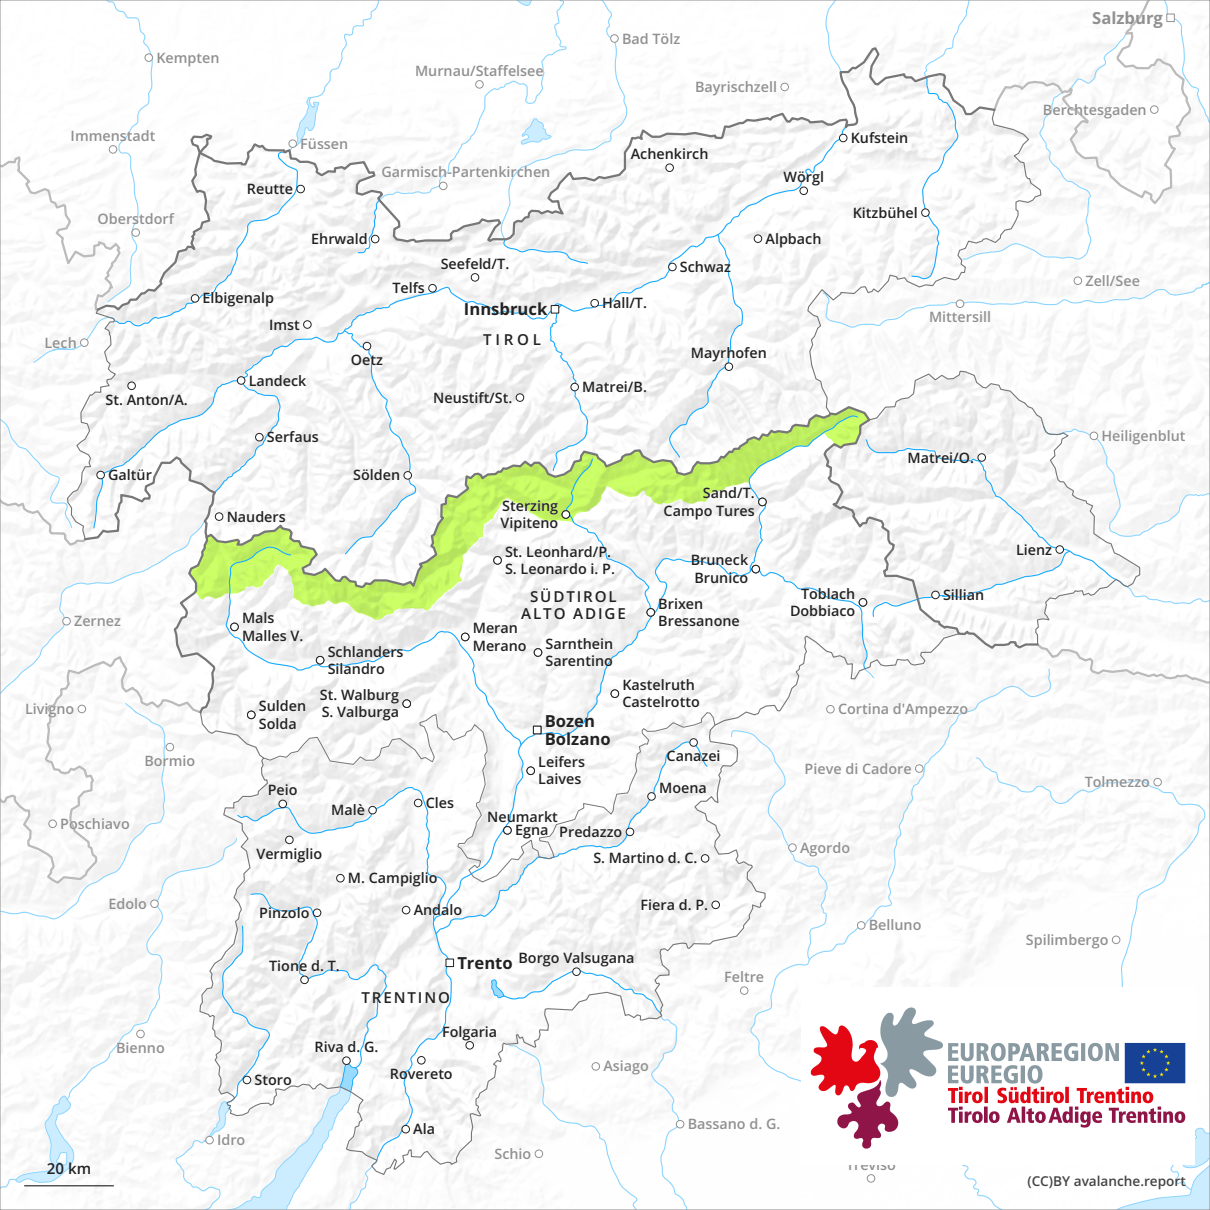 Salzburg
Kempten
Bad Tölz
Murnau/Staffelsee
Bayrischzell
Berchtesgaden
Immenstadt
Füssen
Kufstein
Achenkirch
Garmisch-Partenkirchen
Wörgl
Reutte
Oberstdorf
Kitzbühel
Ehrwald
Alpbach
Seefeld/T.
Schwaz
Telfs
Zell/See
Elbigenalp
Innsbruck
Hall/T.
Mittersill
Imst
TIROL
Lech
Oetz
Mayrhofen
Landeck
Matrei/B.
St. Anton/A.
Neustift/St.
Serfaus
Heiligenblut
Matrei/O.
Galtür
Sölden
Sand/T.
Campo Tures
Sterzing
Vipiteno
Nauders
St. Leonhard/P.
S. Leonardo i. P.
Lienz
Bruneck
Brunico
SÜDTIROL
ALTO ADIGE
Toblach
Dobbiaco
Sillian
Brixen
Bressanone
Zernez
Mals
Malles V.
Meran
Merano
Sarnthein
Sarentino
Schlanders
Silandro
Kastelruth
Castelrotto
St. Walburg
S. Valburga
Sulden
Solda
Livigno
Cortina d'Ampezzo
Bozen
Bolzano
Bormio
Canazei
Leifers
Laives
Pieve di Cadore
Tolmezzo
Peio
Moena
Malè
Cles
Neumarkt
Egna
Predazzo
Poschiavo
Vermiglio
Agordo
S. Martino d. C.
M. Campiglio
Edolo
Pinzolo
Andalo
Fiera d. P.
Belluno
Spilimbergo
Trento
Borgo Valsugana
Tione d. T.
Feltre
TRENTINO
Folgaria
Bienno
Riva d. G.
Rovereto
Asiago
Storo
EUROPAREGION
EUREGIO
Tirol Südtirol Trentino
Tirolo Alto Adige Trentino
Ala
Bassano d. G.
Idro
Schio
Treviso
20 km
(CC)BY avalanche.report